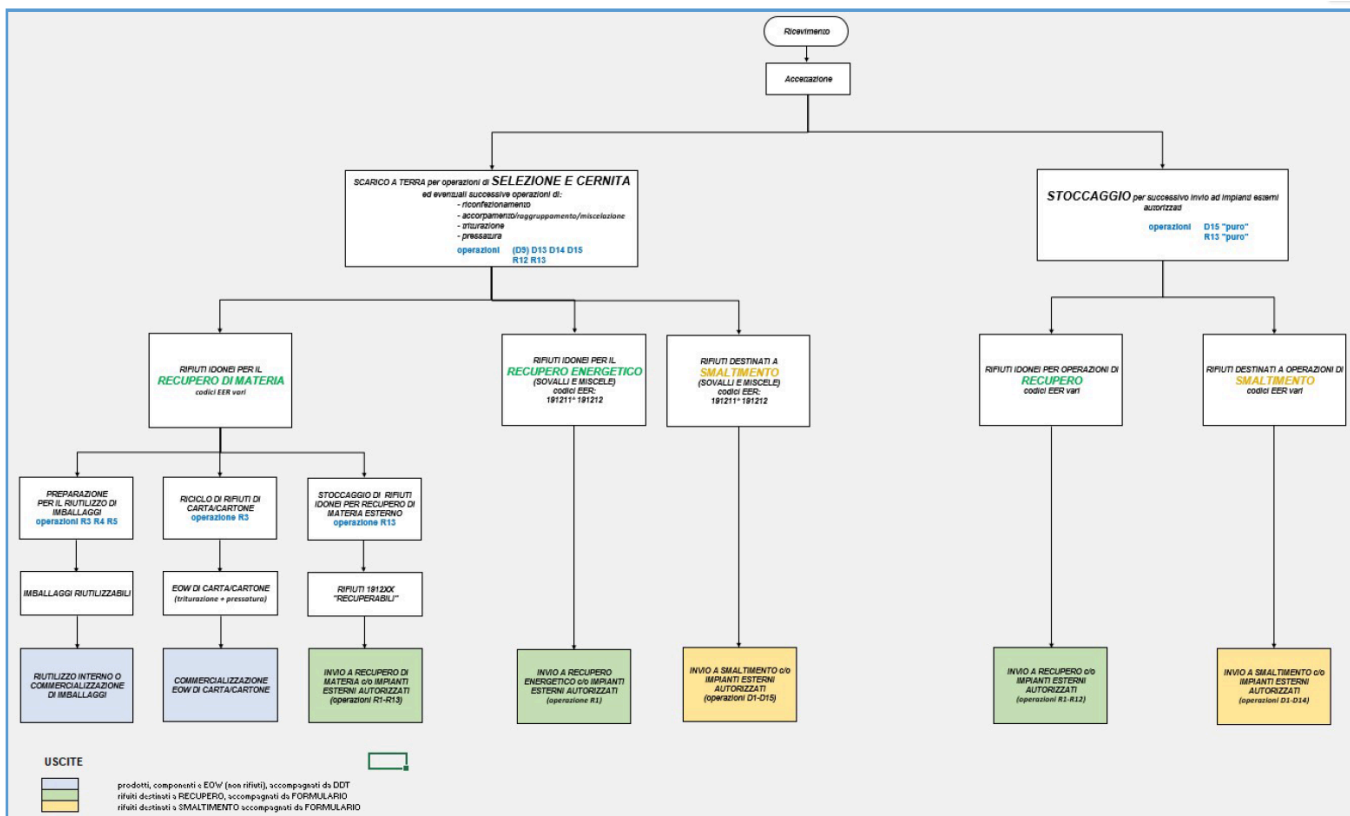 Ricevimento
Accettazione
SCARICO A TERRA per operazioni di SELEZIONE E CERNITA
ed eventuali successive operazioni di:
- riconfezionamento
- accorpamento/raggruppamento/miscelazione
- triturazione
- pressatura
operazioni (D9) D13 D14 D15
R12 R13
STOCCAGGIO per successivo invio ad impianti esterni
autorizzati
operazioni D15 "puro"
R13 "puro"
RIFIUTI IDONEI PER IL
RECUPERO DI MATERIA
codici EER vari
RIFIUTI IDONEI PER IL
RECUPERO ENERGETICO
(SOVALLI E MISCELE)
codici EER:
191211* 191212
RIFIUTI DESTINATI A
SMALTIMENTO
(SOVALLI E MISCELE)
codici EER:
191211* 191212
RIFIUTI IDONEI PER OPERAZIONI DI
RECUPERO
codici EER vari
RIFIUTI DESTINATI A OPERAZIONI DI
SMALTIMENTO
codici EER vari
PREPARAZIONE
PER IL RIUTILIZZO DI
IMBALLAGGI
operazioni R3 R4 R5
RICICLO DI RIFIUTI DI
CARTA/CARTONE
operazione R3
STOCCAGGIO DI RIFIUTI
IDONEI PER RECUPERO DI
MATERIA ESTERNO
operazione R13
IMBALLAGGI RIUTILIZZABILI
EOW DI CARTA/CARTONE
(triturazione + pressatura)
RIFIUTI 1912XX
"RECUPERABILI"
RIUTILIZZO INTERNO O
COMMERCIALIZZAZIONE
DI IMBALLAGGI
COMMERCIALIZZAZIONE
EOW DI CARTA/CARTONE
INVIO A RECUPERO DI
MATERIA c/o IMPIANTI
ESTERNI AUTORIZZATI
(operazioni R1-R13)
INVIO A RECUPERO
ENERGETICO c/o IMPIANTI
ESTERNI AUTORIZZATI
(operazione R1)
INVIO A SMALTIMENTO c/o
IMPIANTI ESTERNI
AUTORIZZATI
(operazioni D1-D15)
INVIO A RECUPERO c/o
IMPIANTI ESTERNI
AUTORIZZATI
(operazioni R1-R12)
INVIO A SMALTIMENTO c/o
IMPIANTI ESTERNI
AUTORIZZATI
(operazioni D1-D14)
USCITE
prodotti, componenti e EOW (non rifiuti), accompagnati da DDT
rifiuti destinati a RECUPERO, accompagnati da FORMULARIO
rifiuti destinati a SMALTIMENTO accompagnati da FORMULARIO